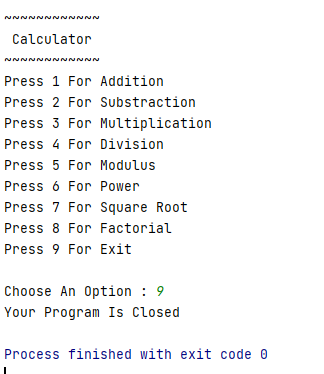 ~~~~~~~~~~~~
Calculator
~~~~~~~~~~~~
Press 1 For Addition
Press 2 For Substraction
Press 3 For Multiplication
Press 4 For Division
Press 5 For Modulus
Press 6 For Power
Press 7 For Square Root
Press 8 For Factorial
Press 9 For Exit
Choose An Option : 9
Your Program Is Closed
Process finished with exit code 0